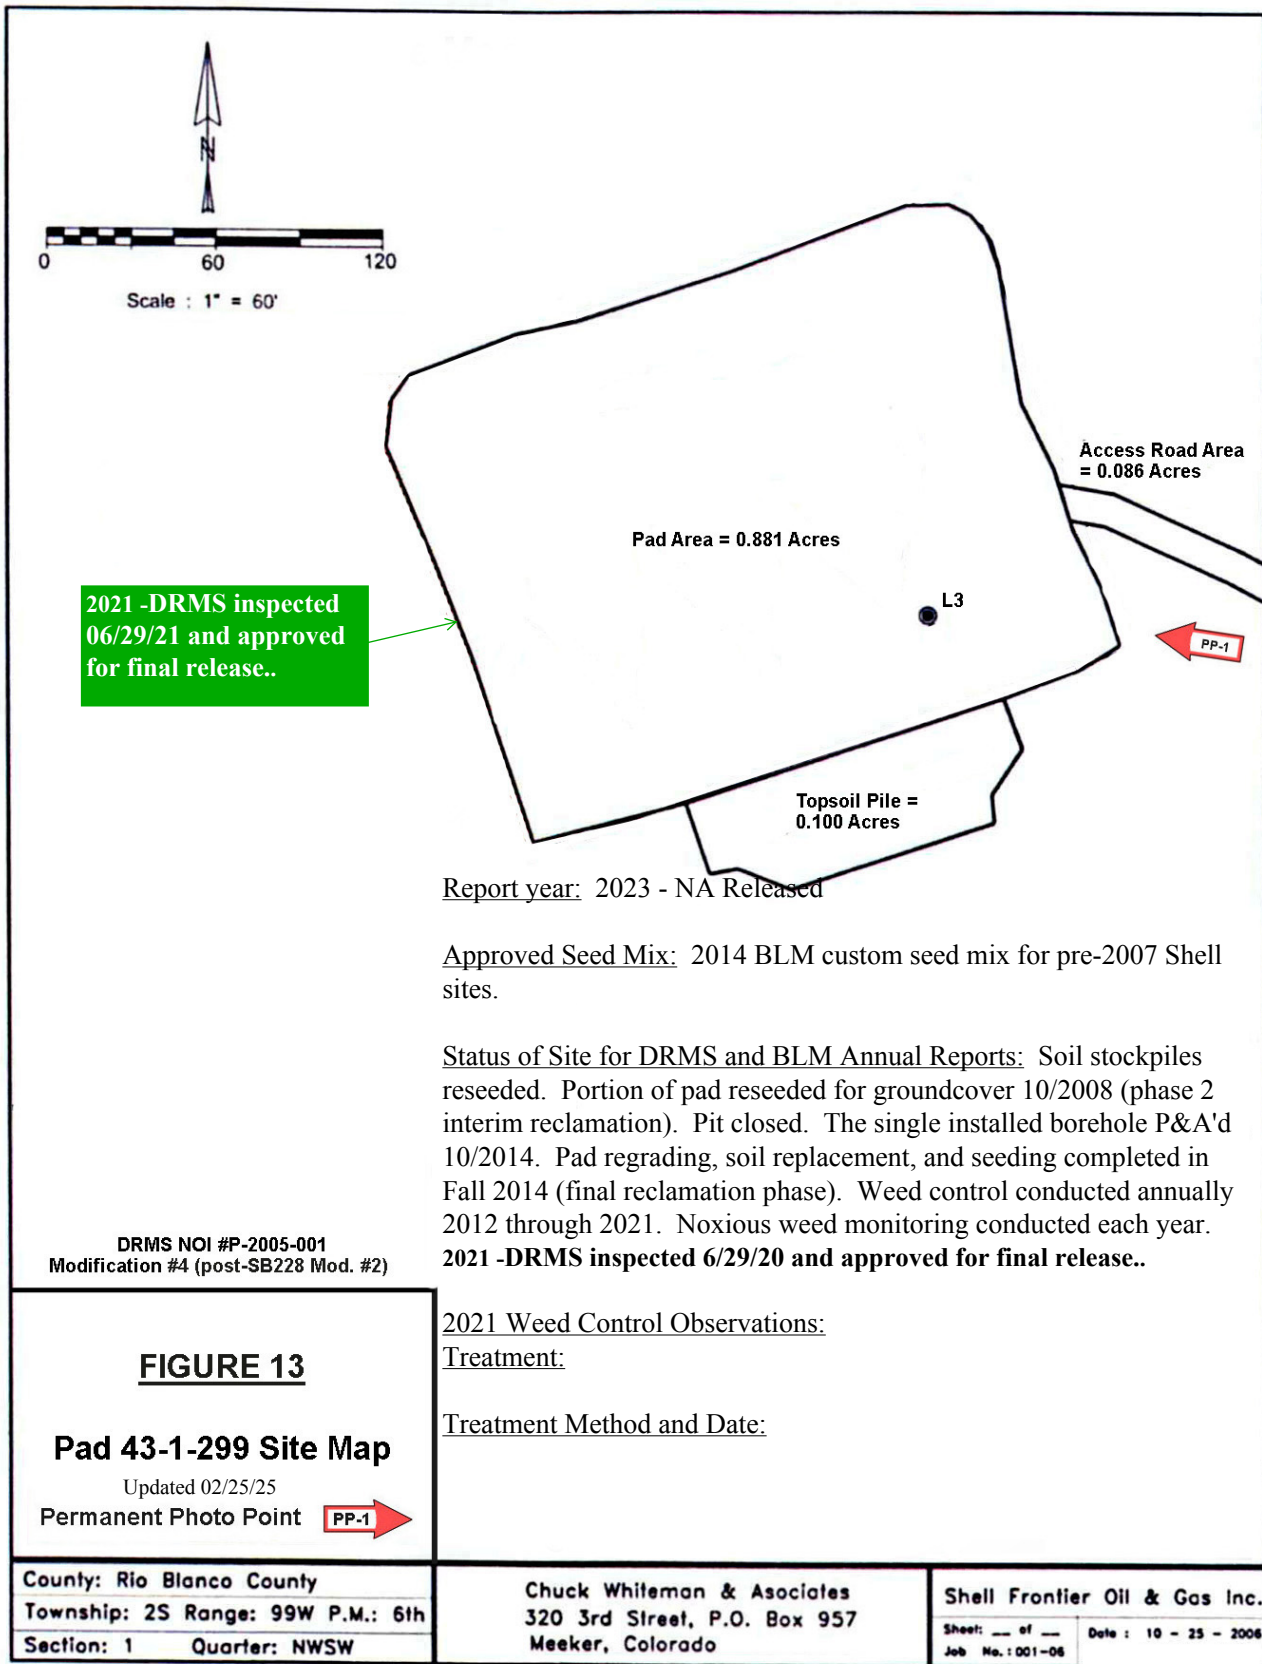 N
0 60 120
Scale : 1" = 60'
Access Road Area
= 0.086 Acres
Pad Area = 0.881 Acres
L3
PP-1
2021 -DRMS inspected
06/29/21 and approved
for final release..
Topsoil Pile =
0.100 Acres
Report year: 2023 - NA Released
Approved Seed Mix: 2014 BLM custom seed mix for pre-2007 Shell
sites.
Status of Site for DRMS and BLM Annual Reports: Soil stockpiles
reseeded. Portion of pad reseeded for groundcover 10/2008 (phase 2
interim reclamation). Pit closed. The single installed borehole P&A'd
10/2014. Pad regrading, soil replacement, and seeding completed in
Fall 2014 (final reclamation phase). Weed control conducted annually
2012 through 2021. Noxious weed monitoring conducted each year.
2021 -DRMS inspected 6/29/20 and approved for final release..
2021 Weed Control Observations:
Treatment:
Treatment Method and Date:
DRMS NOI #P-2005-001
Modification #4 (post-SB228 Mod. #2)
FIGURE 13
Pad 43-1-299 Site Map
Updated 02/25/25
Permanent Photo Point PP-1
County: Rio Blanco County
Township: 2S Range: 99W P.M.: 6th
Section: 1 Quarter: NWSW
Chuck Whiteman & Asociates
320 3rd Street, P.O. Box 957
Meeker, Colorado
Shell Frontier Oil & Gas Inc.
Sheet: __ of __
Job No.: 001-06
Date : 10 - 25 - 2006